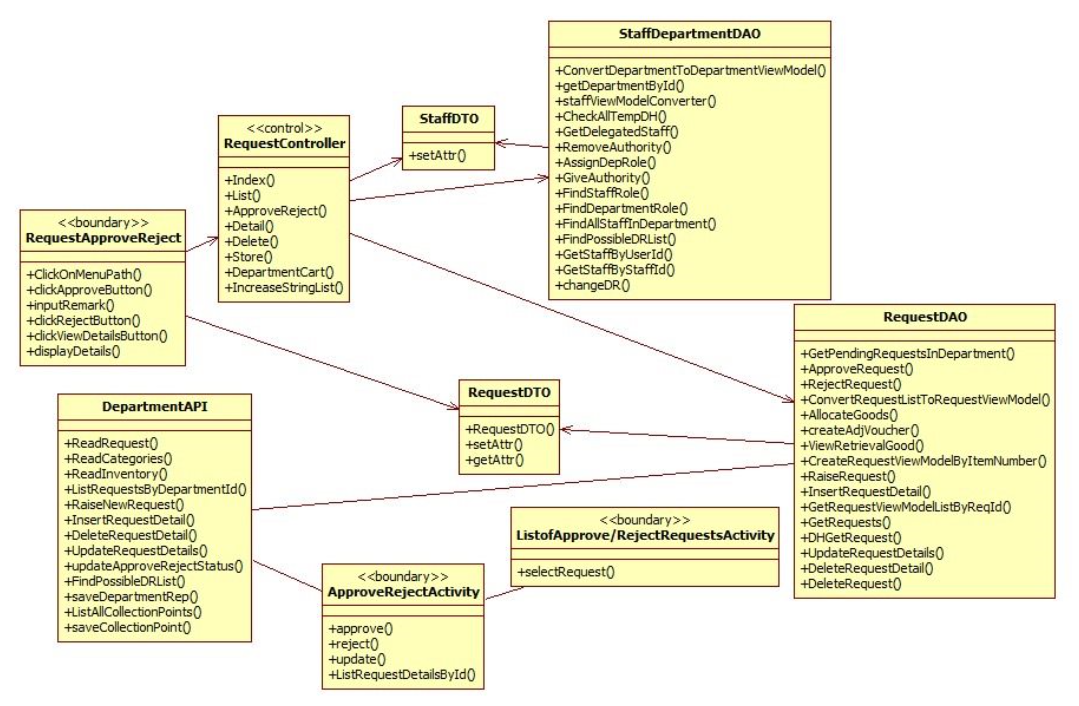 StaffDepartmentDAO
+ConvertDepartmentToDepartmentViewModel()
+getDepartmentById()
+staffViewModelConverter()
+CheckAllTempDH()
+GetDelegatedStaff()
+RemoveAuthority()
+AssignDepRole()
+GiveAuthority()
+FindStaffRole()
+FindDepartmentRole()
+FindAllStaffInDepartment()
+FindPossibleDRList()
+GetStaffByUserId()
+GetStaffByStaffId()
+changeDR()
StaffDTO
+setAttr()
<<control>>
RequestController
+Index()
+List()
+ApproveReject()
+Detail()
+Delete()
+Store()
+DepartmentCart()
+IncreaseStringList()
<<boundary>>
RequestApproveReject
+ClickOnMenuPath()
+clickApproveButton()
+inputRemark()
+clickRejectButton()
+clickViewDetailsButton()
+displayDetails()
RequestDAO
+GetPendingRequestsInDepartment()
+ApproveRequest()
+RejectRequest()
+ConvertRequestListToRequestViewModel()
+AllocateGoods()
+createAdjVoucher()
+ViewRetrievalGood()
+CreateRequestViewModelByItemNumber()
+RaiseRequest()
+InsertRequestDetail()
+GetRequestViewModelListByReqId()
+GetRequests()
+DHGetRequest()
+UpdateRequestDetails()
+DeleteRequestDetail()
+DeleteRequest()
RequestDTO
+RequestDTO()
+setAttr()
+getAttr()
DepartmentAPI
+ReadRequest()
+ReadCategories()
+ReadInventory()
+ListRequestsByDepartmentId()
+RaiseNewRequest()
+InsertRequestDetail()
+DeleteRequestDetail()
+UpdateRequestDetails()
+updateApproveRejectStatus()
+FindPossibleDRList()
+saveDepartmentRep()
+ListAllCollectionPoints()
+saveCollectionPoint()
<<boundary>>
ListofApprove/RejectRequestsActivity
+selectRequest()
<<boundary>>
ApproveRejectActivity
+approve()
+reject()
+update()
+ListRequestDetailsById()